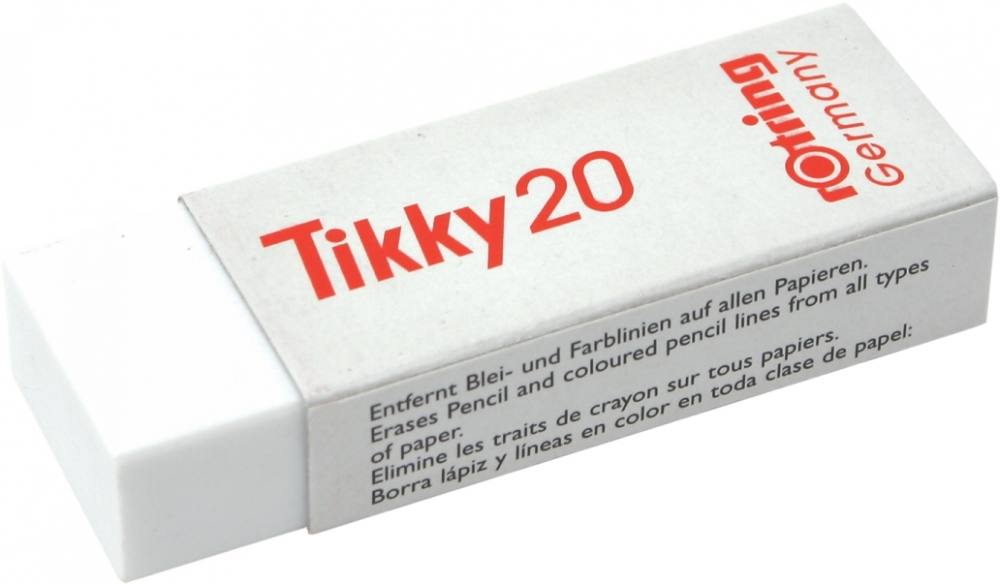 Tikky 20
rOtring
Germany
Entfernt Blei- und Farblinien auf allen Papieren.
Erases Pencil and coloured pencil lines from all types
of paper.
Elimine les traits de crayon sur tous papiers.
Borra lápiz y líneas en color en toda clase de papel: